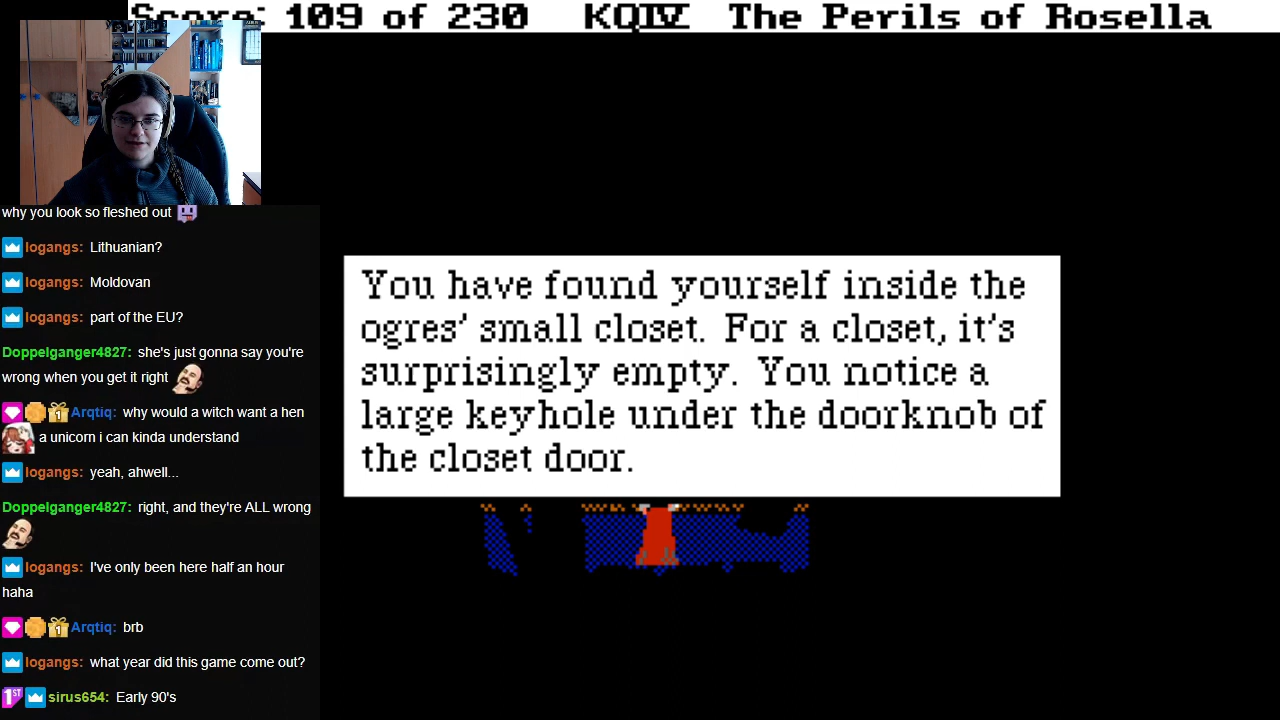 Score: 109 of 230 KQIV The Perils of Rosella
why you look so fleshed out
logangs: Lithuanian?
logangs: Moldovan
logangs: part of the EU?
Doppelganger4827: she's just gonna say you're
wrong when you get it right
Arqtiq: why would a witch want a hen
a unicorn i can kinda understand
logangs: yeah, ahwell...
Doppelganger4827: right, and they're ALL wrong
logangs: I've only been here half an hour
haha
Arqtiq: brb
logangs: what year did this game come out?
1ST sirus654: Early 90's
You have found yourself inside the
ogres' small closet. For a closet, it's
surprisingly empty. You notice a
large keyhole under the doorknob of
the closet door.